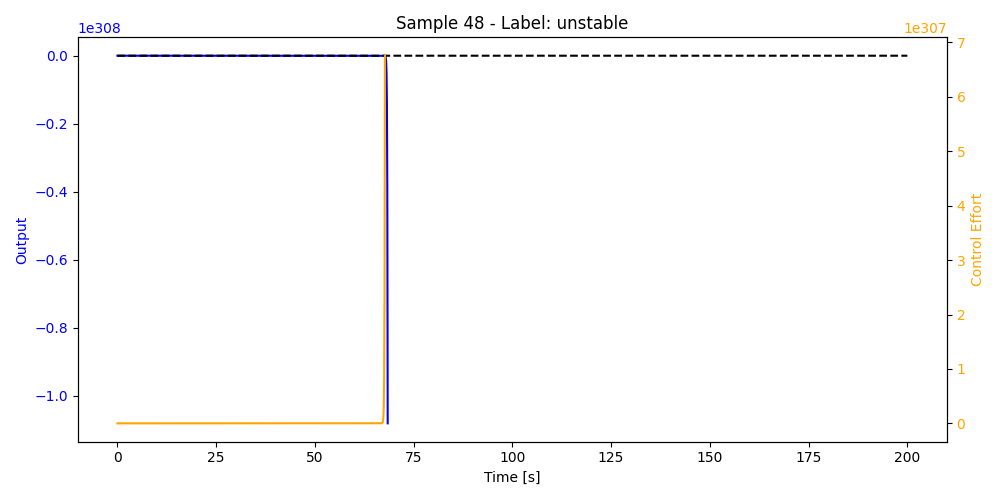 Sample 48 - Label: unstable
1e308
1e307
0.0
−0.2
−0.4
−0.6
−0.8
−1.0
Output
7
6
5
4
3
2
1
0
Control Effort
0 25 50 75 100 125 150 175 200
Time [s]